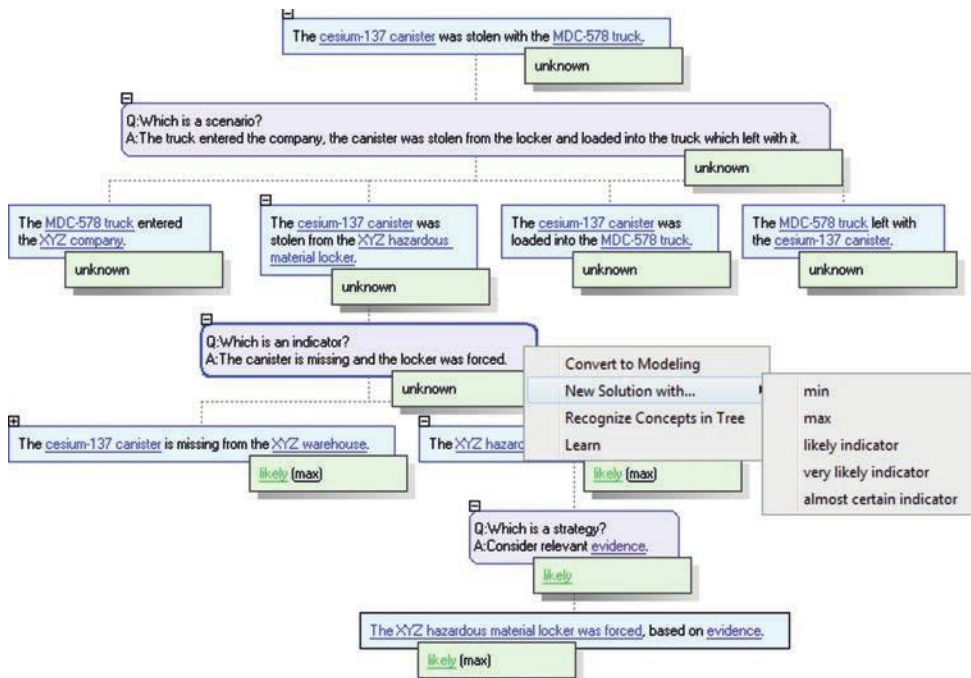 The cesium-137 canister was stolen with the MDC-578 truck.
unknown
Q:Which is a scenario?
A:The truck entered the company, the canister was stolen from the locker and loaded into the truck which left with it.
unknown
The MDC-578 truck entered
the XYZ company.
unknown
The cesium-137 canister was
stolen from the XYZ hazardous
material locker.
unknown
The cesium-137 canister was
loaded into the MDC-578 truck.
unknown
The MDC-578 truck left with
the cesium-137 canister.
unknown
Q:Which is an indicator?
A:The canister is missing and the locker was forced.
unknown
Convert to Modeling
New Solution with...
Recognize Concepts in Tree
Learn
min
max
likely indicator
very likely indicator
almost certain indicator
The cesium-137 canister is missing from the XYZ warehouse.
likely (max)
The XYZ
likely (max)
Q:Which is a strategy?
A:Consider relevant evidence.
likely
The XYZ hazardous material locker was forced, based on evidence.
likely (max)